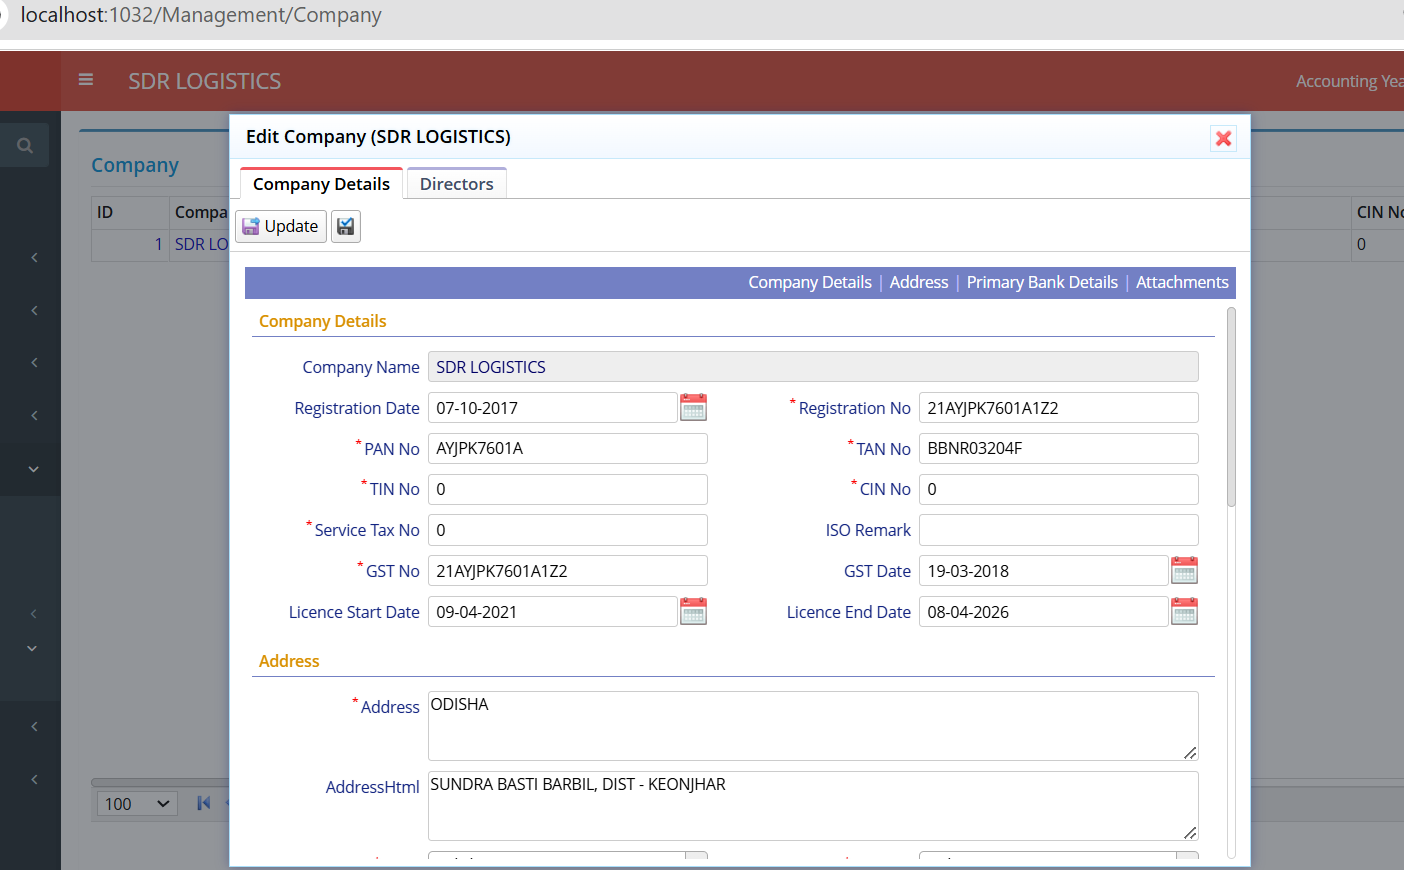 localhost:1032/Management/Company
SDR LOGISTICS
Accounting Yea
Edit Company (SDR LOGISTICS)
Company
Company Details
Directors
ID
Compa
CIN No
Update
1
SDR LO
0
Company Details | Address | Primary Bank Details | Attachments
Company Details
Company Name
SDR LOGISTICS
Registration Date
07-10-2017
*Registration No
21AYJPK7601A1Z2
*PAN No
AYJPK7601A
*TAN No
BBNR03204F
*TIN No
0
*CIN No
0
*Service Tax No
0
ISO Remark
*GST No
21AYJPK7601A1Z2
GST Date
19-03-2018
Licence Start Date
09-04-2021
Licence End Date
08-04-2026
Address
*Address
ODISHA
AddressHtml
SUNDRA BASTI BARBIL, DIST - KEONJHAR
100